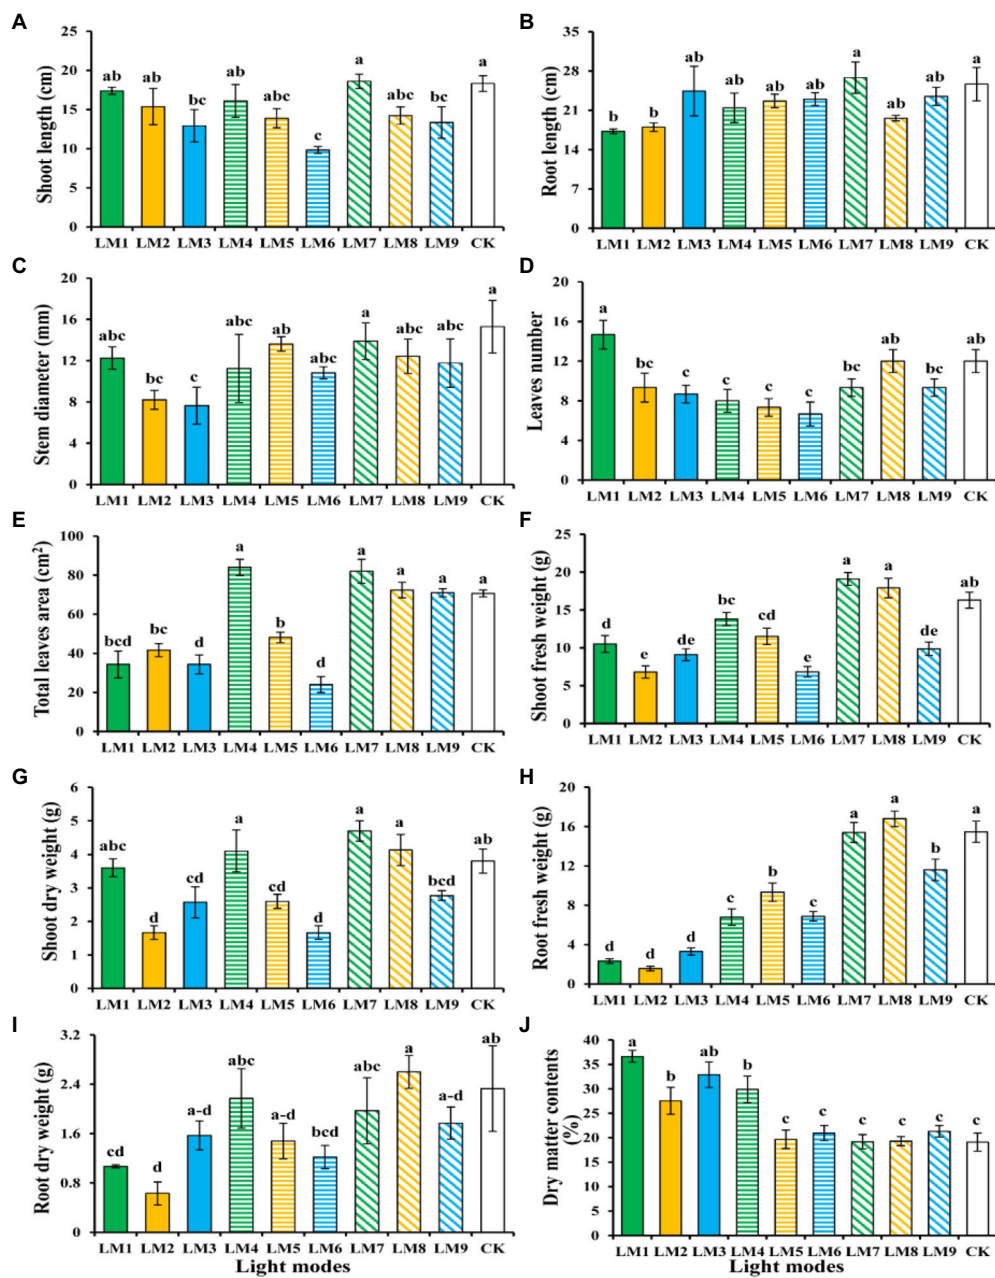 A
Shoot length (cm)
25
20
15
10
5
0
ab ab bc ab abc c a abc bc a
LM1 LM2 LM3 LM4 LM5 LM6 LM7 LM8 LM9 CK
B
Root length (cm)
35
28
21
14
7
0
b b ab ab ab ab a ab ab a
LM1 LM2 LM3 LM4 LM5 LM6 LM7 LM8 LM9 CK
C
Stem diameter (mm)
20
16
12
8
4
0
abc bc c abc ab abc a abc abc a
LM1 LM2 LM3 LM4 LM5 LM6 LM7 LM8 LM9 CK
D
Leaves number
20
16
12
8
4
0
a bc c c c c bc ab bc ab
LM1 LM2 LM3 LM4 LM5 LM6 LM7 LM8 LM9 CK
E
Total leaves area (cm²)
100
80
60
40
20
0
bcd bc d a b d a a a a
LM1 LM2 LM3 LM4 LM5 LM6 LM7 LM8 LM9 CK
F
Shoot fresh weight (g)
25
20
15
10
5
0
d e de bc cd e a a de ab
LM1 LM2 LM3 LM4 LM5 LM6 LM7 LM8 LM9 CK
G
Shoot dry weight (g)
6
5
4
3
2
1
0
abc d cd a cd d a a bcd ab
LM1 LM2 LM3 LM4 LM5 LM6 LM7 LM8 LM9 CK
H
Root fresh weight (g)
20
16
12
8
4
0
d d d c c c a a b a
LM1 LM2 LM3 LM4 LM5 LM6 LM7 LM8 LM9 CK
I
Root dry weight (g)
3.2
2.4
1.6
0.8
0
cd d a-d abc a-d bcd abc a a-d ab
LM1 LM2 LM3 LM4 LM5 LM6 LM7 LM8 LM9 CK
Light modes
J
Dry matter contents
(%)
40
35
30
25
20
15
10
5
0
a b ab b c c c c c c
LM1 LM2 LM3 LM4 LM5 LM6 LM7 LM8 LM9 CK
Light modes